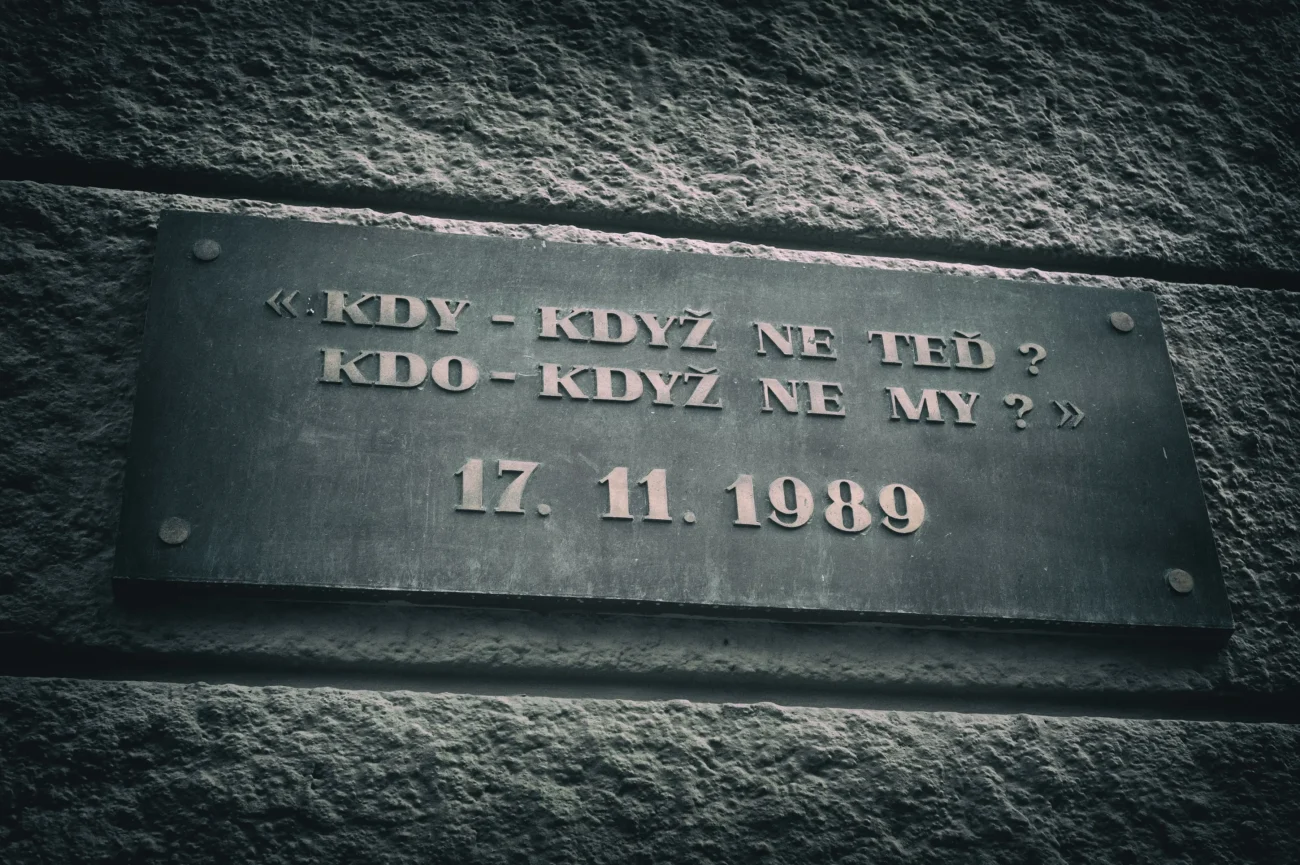 « KDY - KDYŽ NE TEĎ ?
KDO - KDYŽ NE MY ? »
17. 11. 1989